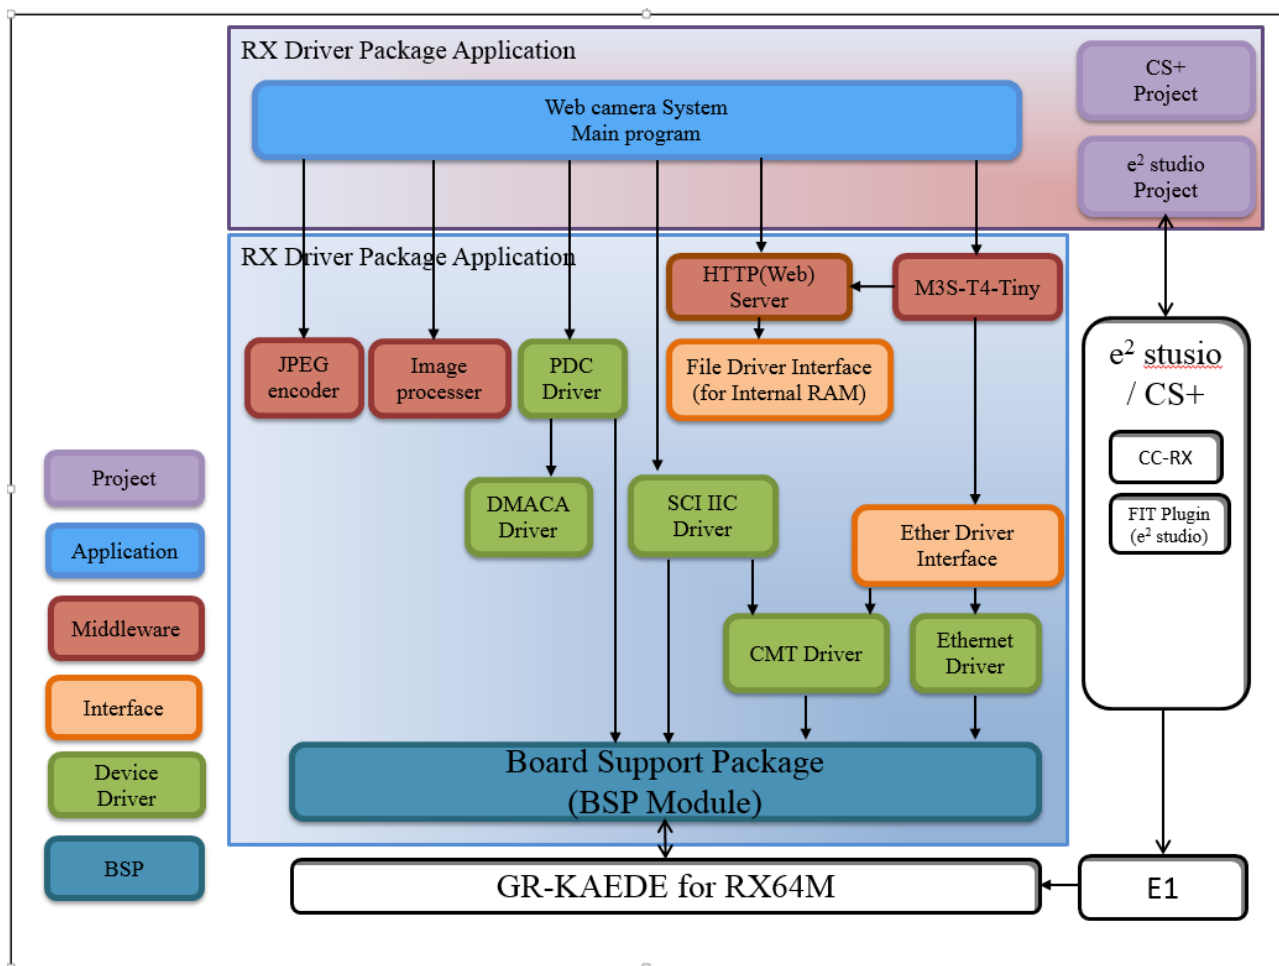 RX Driver Package Application
Web camera System
Main program
CS+
Project
e² studio
Project
RX Driver Package Application
HTTP(Web)
Server
M3S-T4-Tiny
JPEG
encoder
Image
processer
PDC
Driver
File Driver Interface
(for Internal RAM)
e² stusio
/ CS+
CC-RX
FIT Plugin
(e² studio)
DMACA
Driver
SCI IIC
Driver
Ether Driver
Interface
CMT Driver
Ethernet
Driver
Board Support Package
(BSP Module)
GR-KAEDE for RX64M
E1
Project
Application
Middleware
Interface
Device
Driver
BSP